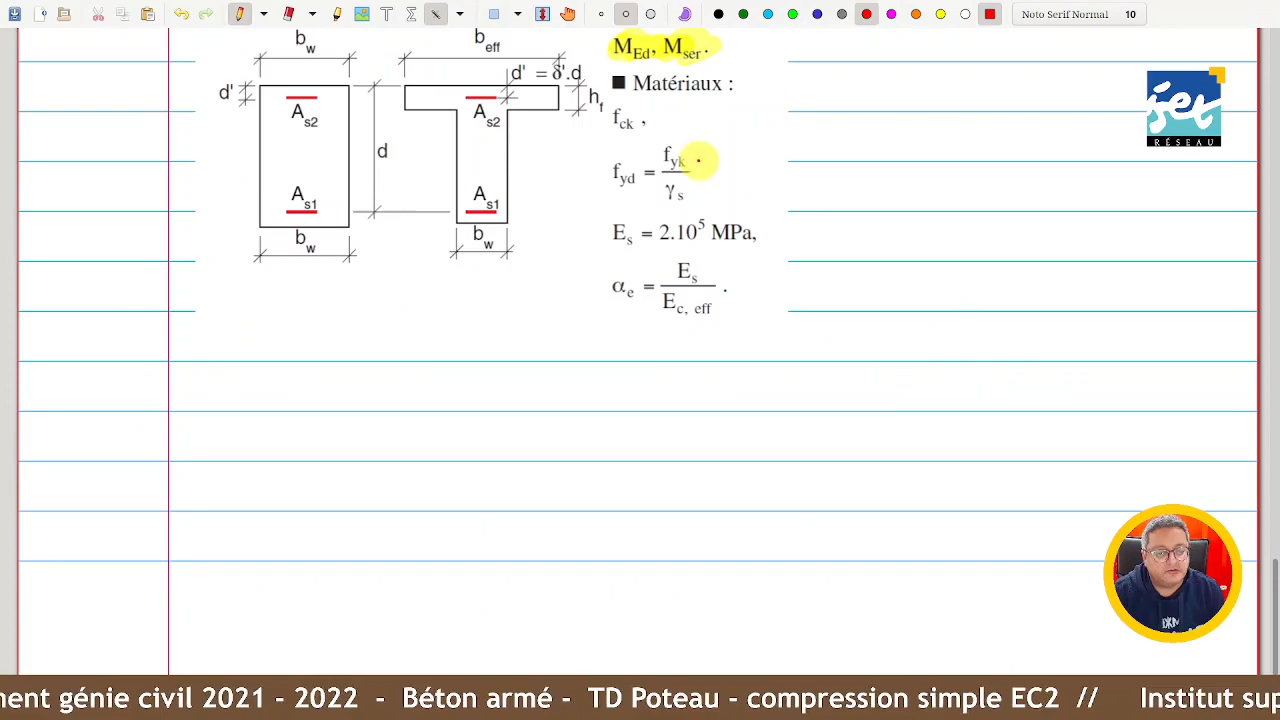 Noto Serif Normal 10
b_w
b_eff
M_Ed, M_ser.
d' = δ'.d
■ Matériaux :
d'
h_f
A_s2
A_s2
f_ck ,
d
f_yd = f_yk / γ_s
A_s1
A_s1
b_w
b_w
E_s = 2.10^5 MPa,
α_e = E_s / E_c, eff .
iset
RÉSEAU
DKM
ment génie civil 2021 - 2022 - Béton armé - TD Poteau - compression simple EC2 // Institut sup